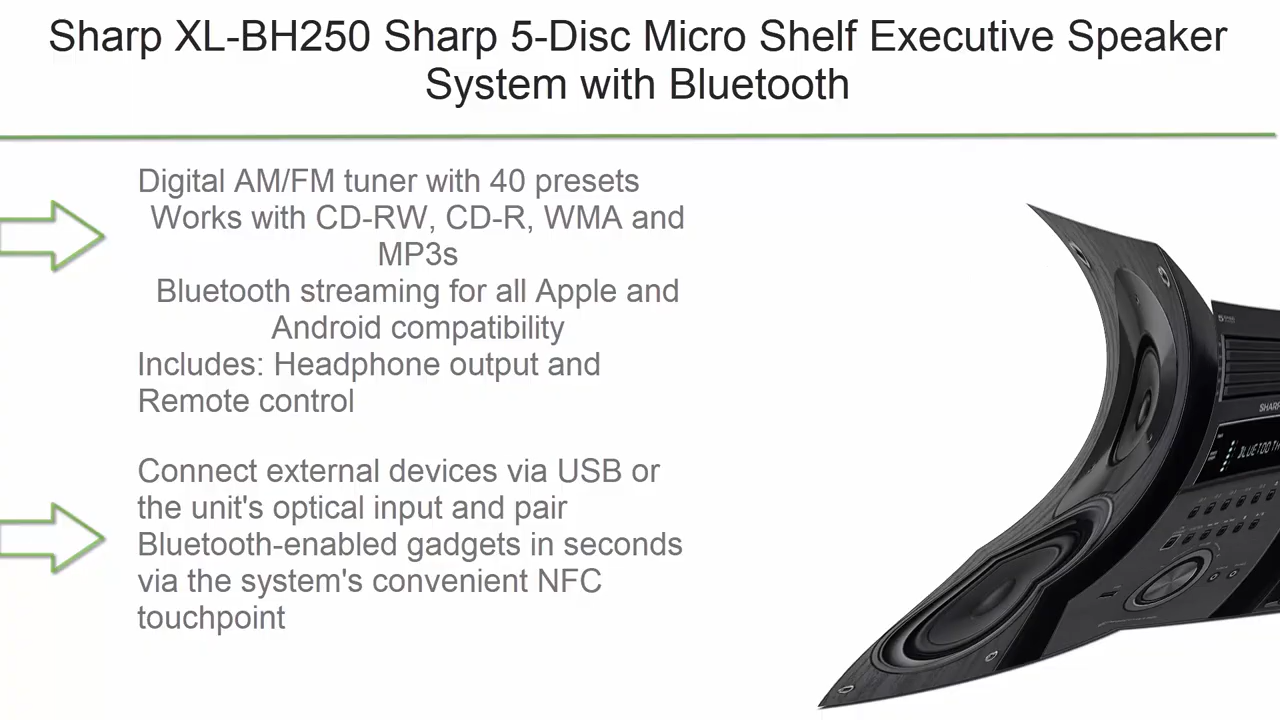 Sharp XL-BH250 Sharp 5-Disc Micro Shelf Executive Speaker
System with Bluetooth
Digital AM/FM tuner with 40 presets
Works with CD-RW, CD-R, WMA and
MP3s
Bluetooth streaming for all Apple and
Android compatibility
Includes: Headphone output and
Remote control
Connect external devices via USB or
the unit's optical input and pair
Bluetooth-enabled gadgets in seconds
via the system's convenient NFC
touchpoint
SHARP
BLUETOOTH